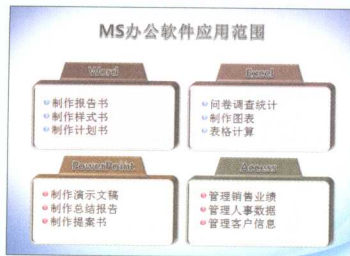 MS办公软件应用范围
Word
制作报告书
制作样式书
制作计划书
Excel
问卷调查统计
制作图表
表格计算
PowerPoint
制作演示文稿
制作总结报告
制作提案书
Access
管理销售业绩
管理人事数据
管理客户信息